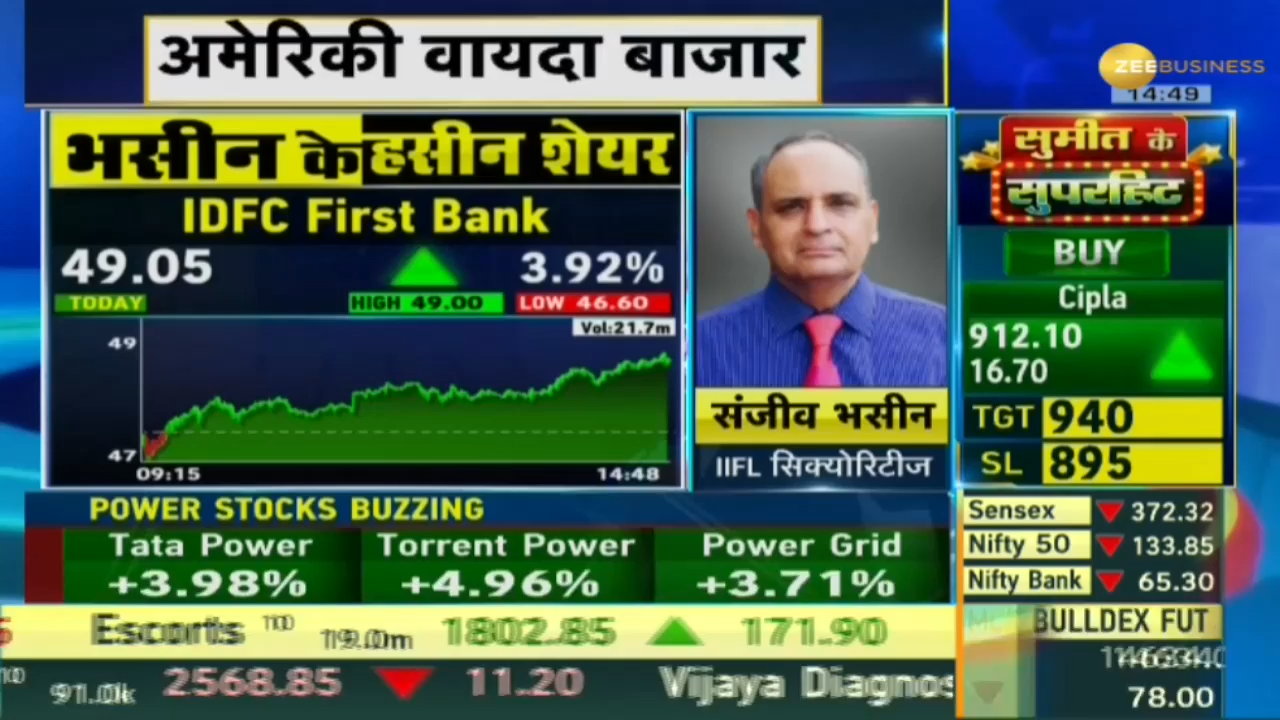 अमेरिकी वायदा बाजार
ZEEBUSINESS
14:49
भसीन के हसीन शेयर
IDFC First Bank
49.05 3.92%
TODAY HIGH 49.00 LOW 46.60
Vol:21.7m
49
47
09:15 14:48
संजीव भसीन
IIFL सिक्योरिटीज
सुमीत के
सुपरहिट
BUY
Cipla
912.10
16.70
TGT 940
SL 895
POWER STOCKS BUZZING
Tata Power Torrent Power Power Grid
+3.98% +4.96% +3.71%
Sensex 372.32
Nifty 50 133.85
Nifty Bank 65.30
BULLDEX FUT
78.00
Escorts 19.0m 1802.85 171.90
2568.85 11.20 Vijaya Diagnos